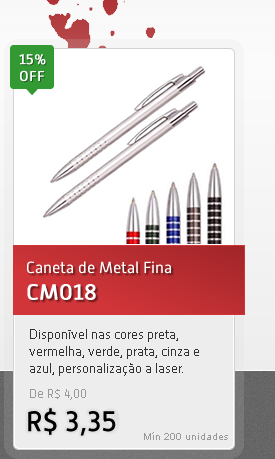 15%
OFF
Caneta de Metal Fina
CM018
Disponível nas cores preta,
vermelha, verde, prata, cinza e
azul, personalização a laser.
De R$ 4,00
R$ 3,35
Mín 200 unidades